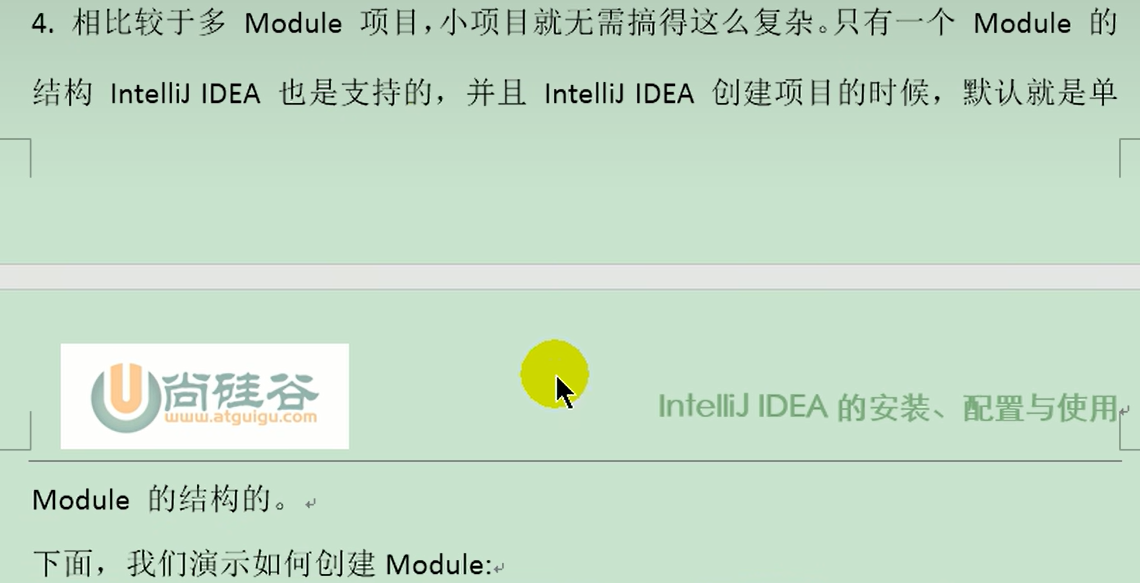 4. 相比较于多 Module 项目,小项目就无需搞得这么复杂。只有一个 Module 的
结构 IntelliJ IDEA 也是支持的，并且 IntelliJ IDEA 创建项目的时候，默认就是单
尚硅谷
www.atguigu.com
IntelliJ IDEA 的安装、配置与使用
Module 的结构的。
下面，我们演示如何创建 Module: